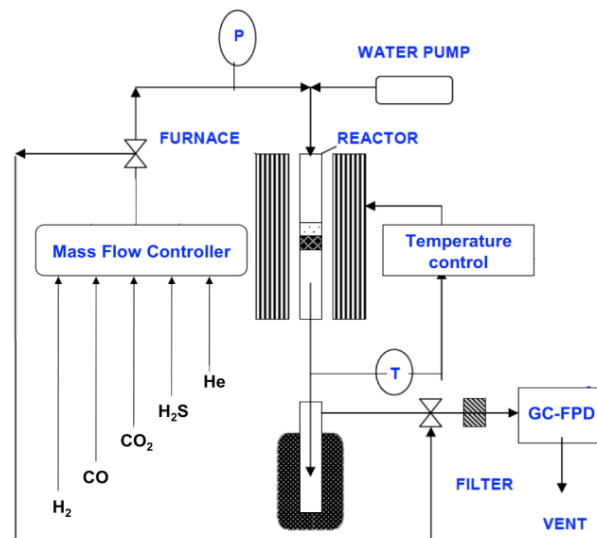 P
WATER PUMP
FURNACE
REACTOR
Mass Flow Controller
Temperature
control
He
H₂S
CO₂
CO
H₂
T
GC-FPD
FILTER
VENT